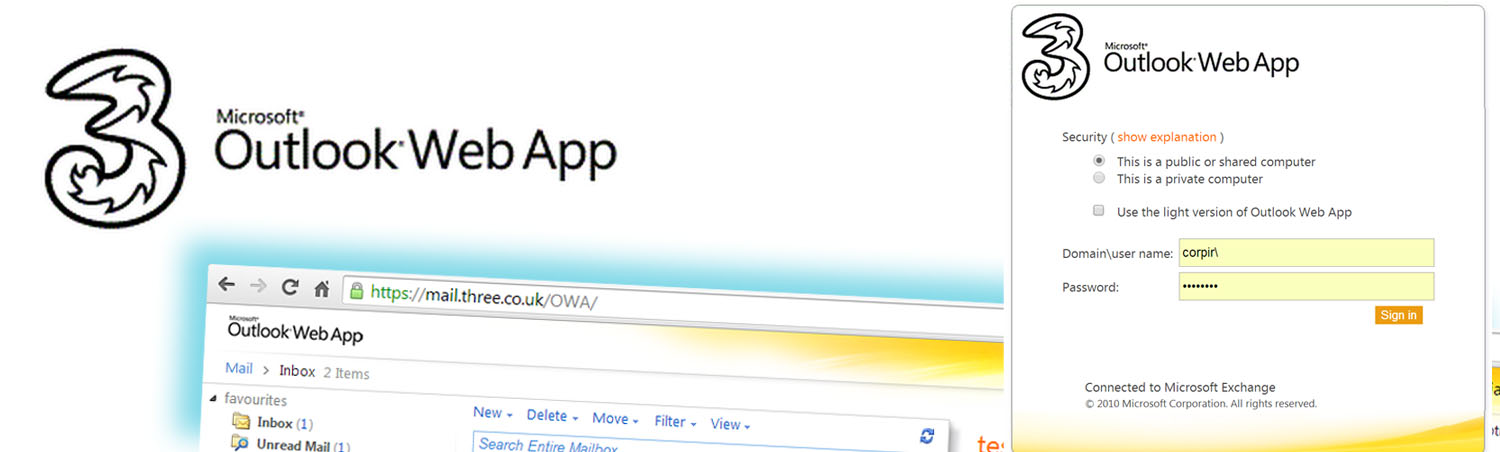 Microsoft®
Outlook® Web App
https://mail.three.co.uk/OWA/
Microsoft®
Outlook® Web App
Mail > Inbox 2 Items
favourites
Inbox (1)
Unread Mail (1)
New Delete Move Filter View
Search Entire Mailbox
Microsoft®
Outlook® Web App
Security ( show explanation )
This is a public or shared computer
This is a private computer
Use the light version of Outlook Web App
Domain\user name: corpir\
Password: ••••••••
Sign in
Connected to Microsoft Exchange
© 2010 Microsoft Corporation. All rights reserved.